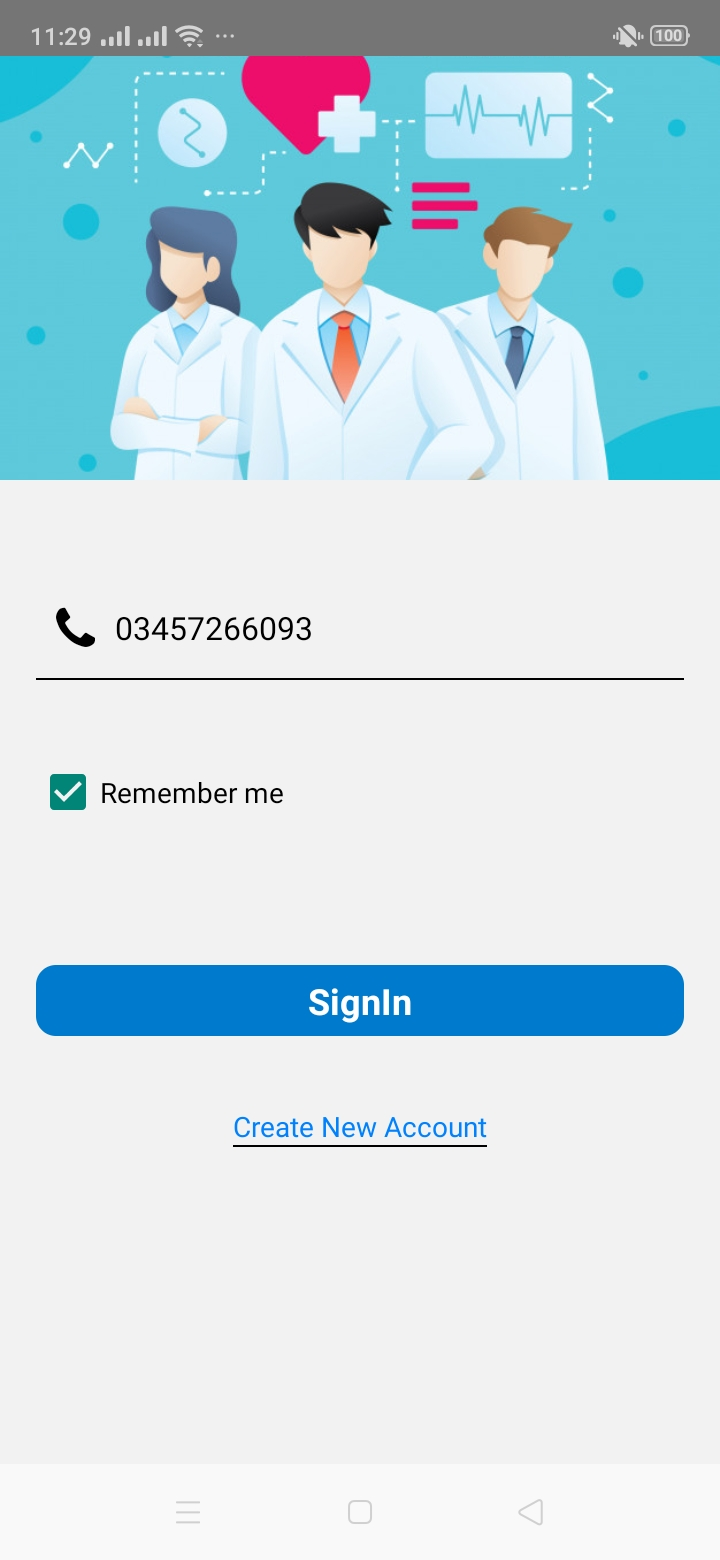 11:29
100
03457266093
Remember me
SignIn
Create New Account